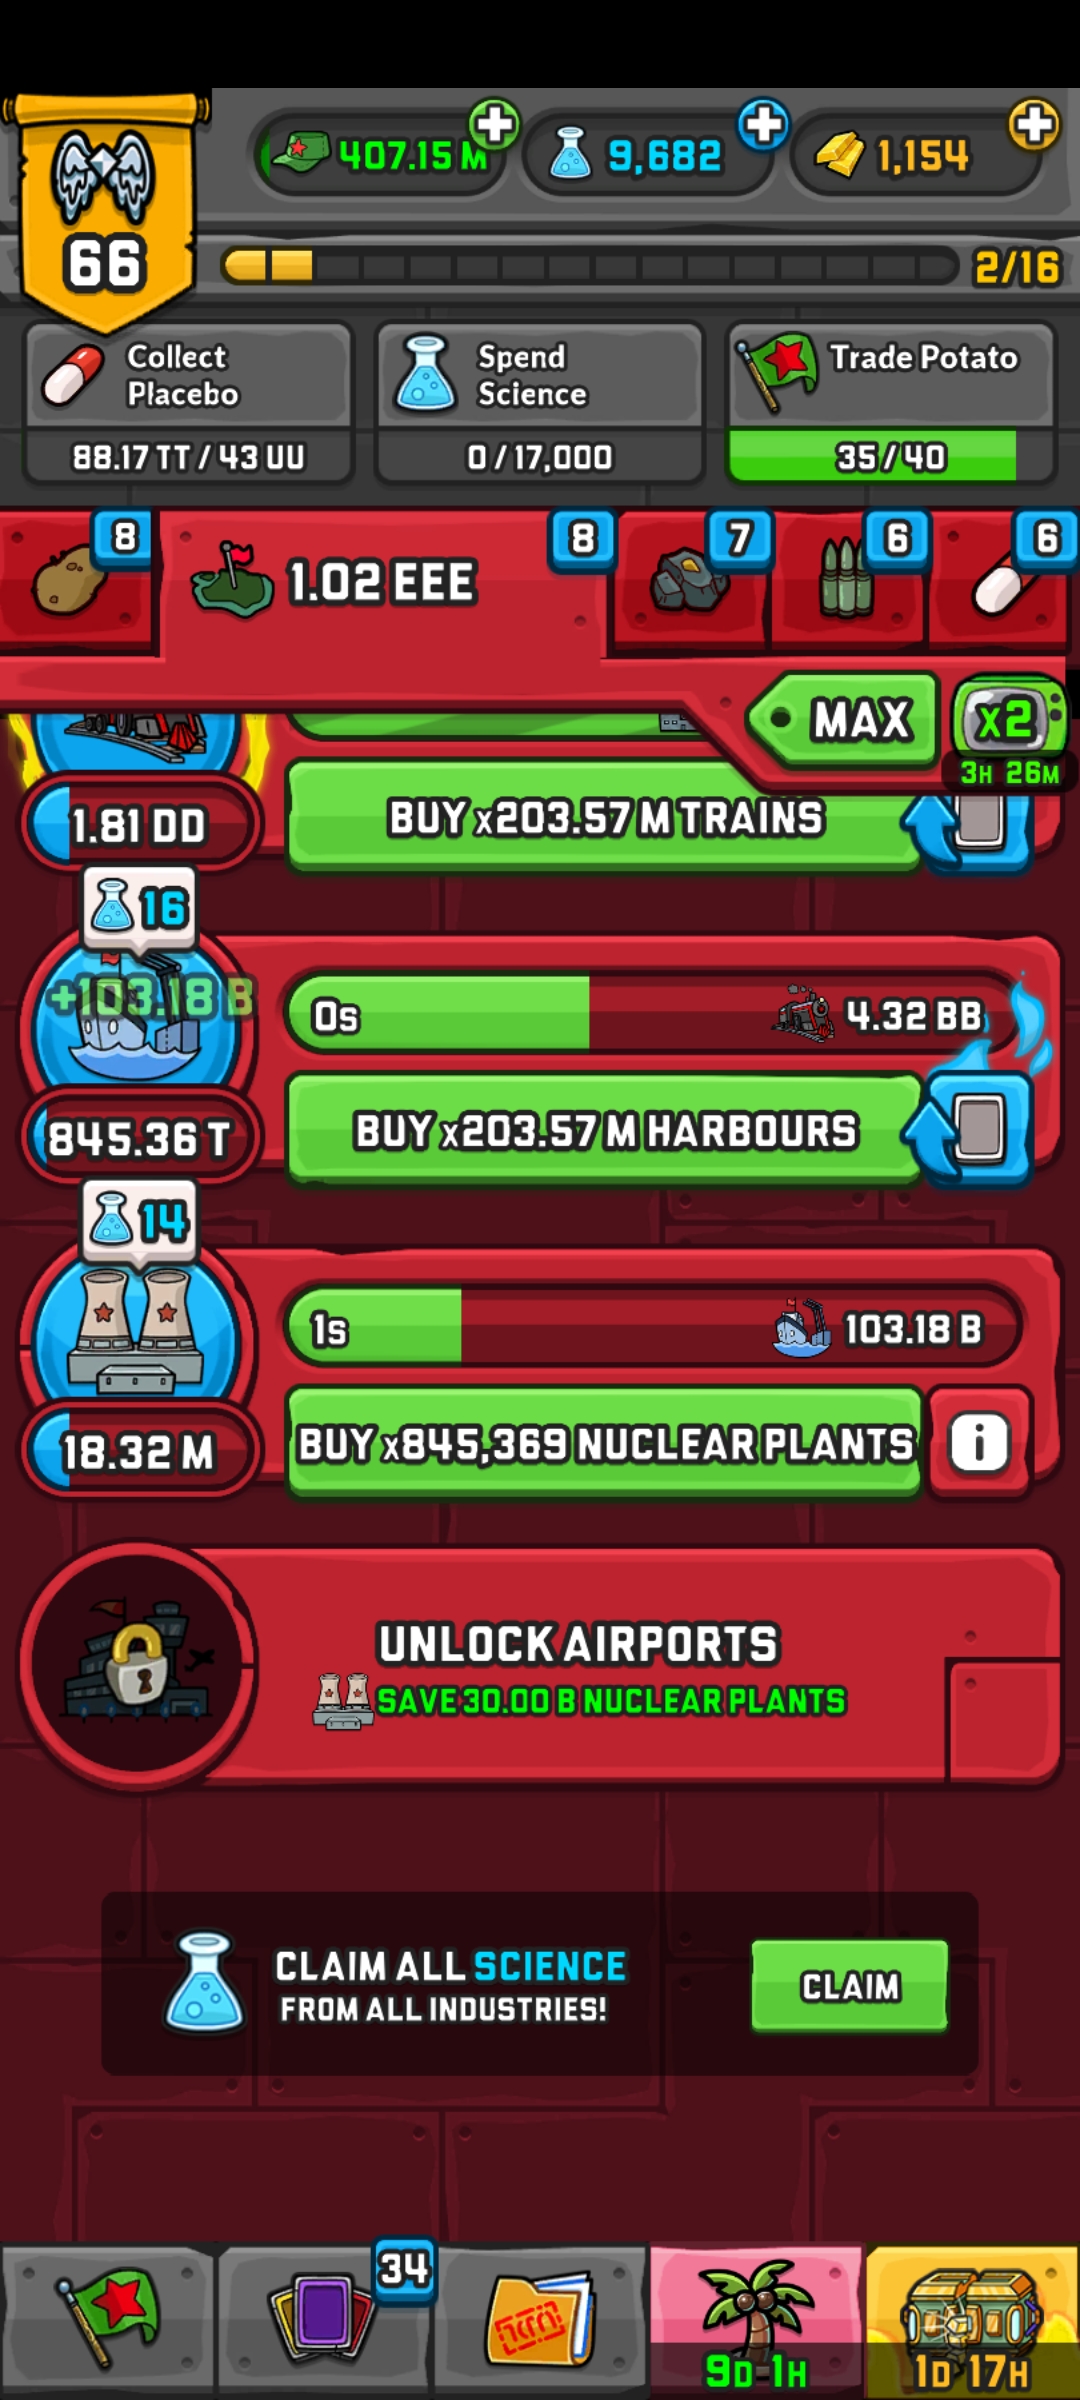 407.15 M
9,682
1,154
66
2/16
Collect
Placebo
88.17 TT / 43 UU
Spend
Science
0 / 17,000
Trade Potato
35 / 40
8
1.02 EEE
8
7
6
6
MAX
x2
3H 26M
1.81 DD
BUY x203.57 M TRAINS
16
+103.18 B
0s
4.32 BB
845.36 T
BUY x203.57 M HARBOURS
14
1s
103.18 B
18.32 M
BUY x845,369 NUCLEAR PLANTS
i
UNLOCK AIRPORTS
SAVE 30.00 B NUCLEAR PLANTS
CLAIM ALL SCIENCE
FROM ALL INDUSTRIES!
CLAIM
34
9D 1H
1D 17H